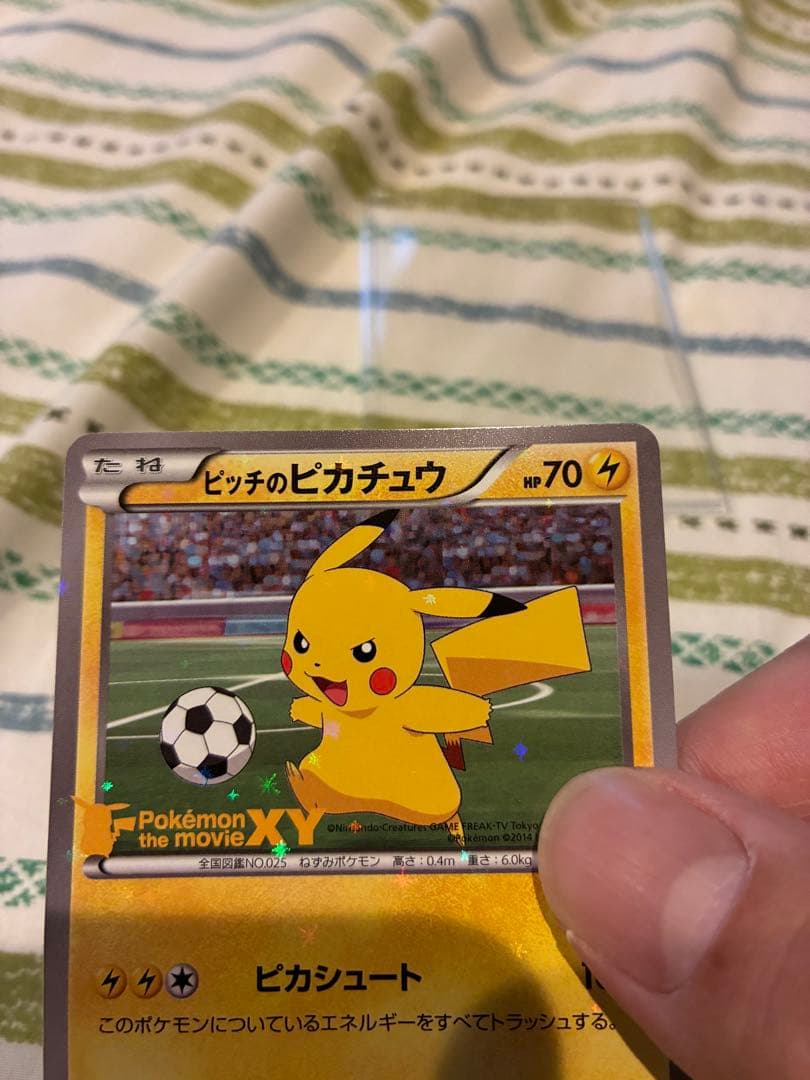 たね
ピッチのピカチュウ
HP70
Pokémon
the movie XY
©Nintendo・Creatures・GAME FREAK・TV Tokyo
©Pokémon ©2014
全国図鑑NO.025 ねずみポケモン 高さ：0.4m 重さ：6.0kg
ピカシュート
このポケモンについているエネルギーをすべてトラッシュする。